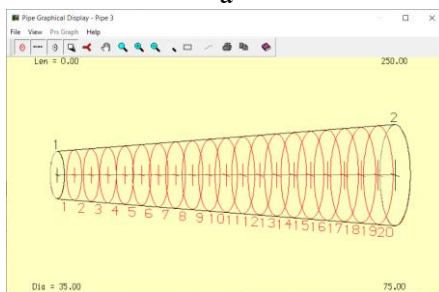 a
Pipe Graphical Display - Pipe 3
File View Prs Graph Help
Len = 0.00 250.00
1 2
1 2 3 4 5 6 7 8 9 10 11 12 13 14 15 16 17 18 19 20
Dia = 35.00 75.00